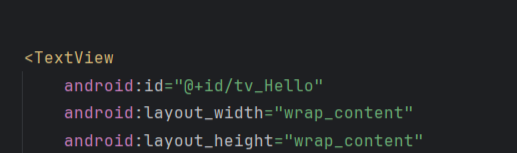 <TextView
android:id="@+id/tv_Hello"
android:layout_width="wrap_content"
android:layout_height="wrap_content"